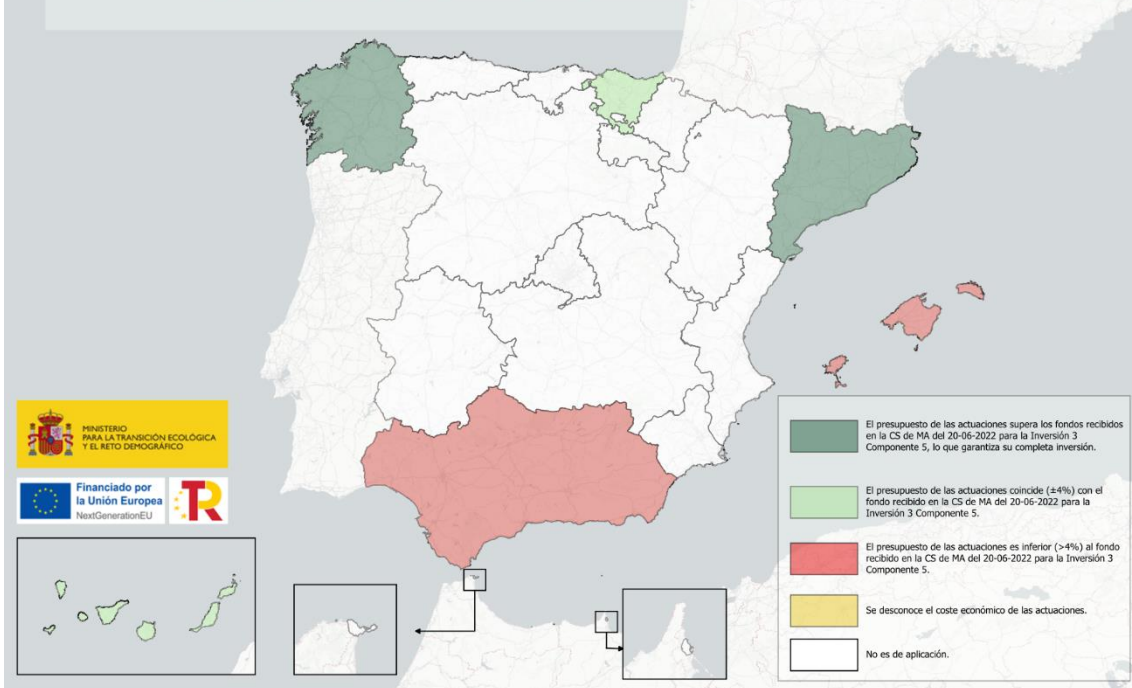 MINISTERIO
PARA LA TRANSICIÓN ECOLÓGICA
Y EL RETO DEMOGRÁFICO
Financiado por
la Unión Europea
NextGenerationEU
TR
El presupuesto de las actuaciones supera los fondos recibidos
en la CS de MA del 20-06-2022 para la Inversión 3
Componente 5, lo que garantiza su completa inversión.
El presupuesto de las actuaciones coincide (±4%) con el
fondo recibido en la CS de MA del 20-06-2022 para la
Inversión 3 Componente 5.
El presupuesto de las actuaciones es inferior (>4%) al fondo
recibido en la CS de MA del 20-06-2022 para la Inversión 3
Componente 5.
Se desconoce el coste económico de las actuaciones.
No es de aplicación.